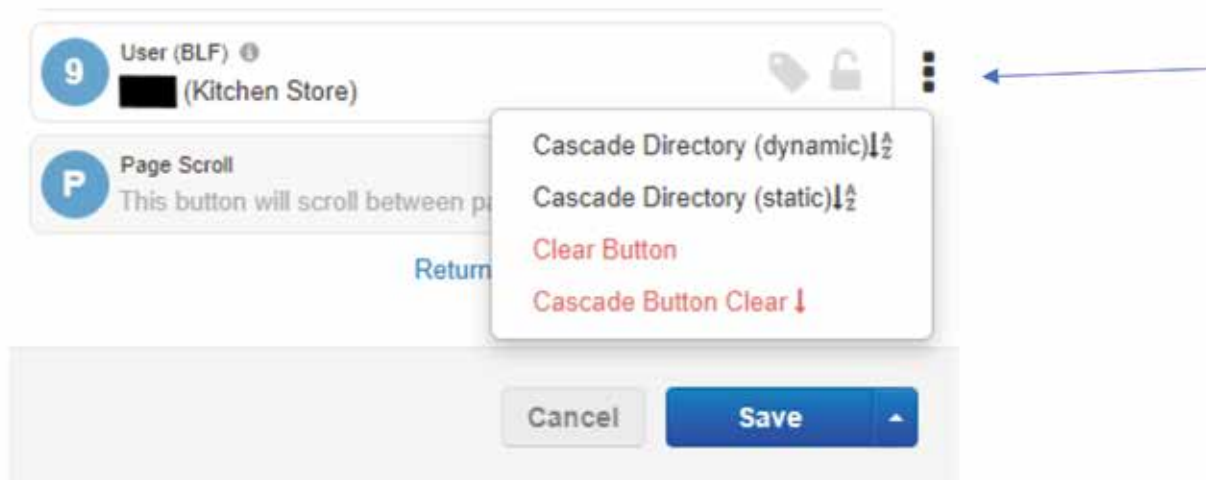 9
User (BLF)
(Kitchen Store)
P
Page Scroll
This button will scroll between pa
Cascade Directory (dynamic)
Cascade Directory (static)
Clear Button
Cascade Button Clear
Return
Cancel
Save